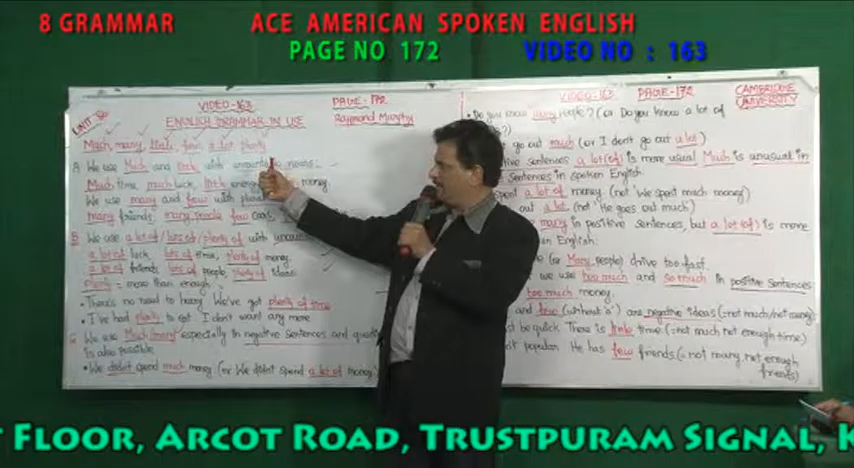 8 GRAMMAR ACE AMERICAN SPOKEN ENGLISH
PAGE NO 172 VIDEO NO : 163
VIDEO-163 PAGE-172
ENGLISH GRAMMAR IN USE Raymond Murphy
Much, many, little, few, a lot, plenty
A We use Much and little with nouns.
Much time, much luck, little money
We use many and few with
many friends, many people, few cars
B We use a lot of/lots of/plenty of with
a lot of luck, lots of time, plenty of money
a lot of friends lots of people, plenty of ideas
plenty = more than enough
• There's no need to hurry. We've got plenty of time
• I've had plenty to eat I don't want any more
We use Much/many especially in negative sentences and
is also possible
• We didn't spend much money (or We didn't spend a lot of money)
VIDEO-163 PAGE-172 CAMBRIDGE UNIVERSITY
• Do you know many people? (or Do you know a lot of
go out much (or I don't go out a lot)
sentences a lot (of) is more usual Much is unusual in
sentences in spoken English
spent a lot of money (not 'We spent much money)
out a lot (not 'He goes out much')
many in positive sentences, but a lot (of) is more
English:
(or Many people) drive too fast.
we use too much and so much in positive sentences
too much money.
(without 'a') are negative ideas (=not much/not many)
be quick. There is little time (=not much not enough time)
popular. He has few friends (=not many, not enough friends)
FLOOR, ARCOT ROAD, TRUSTPURAM SIGNAL,